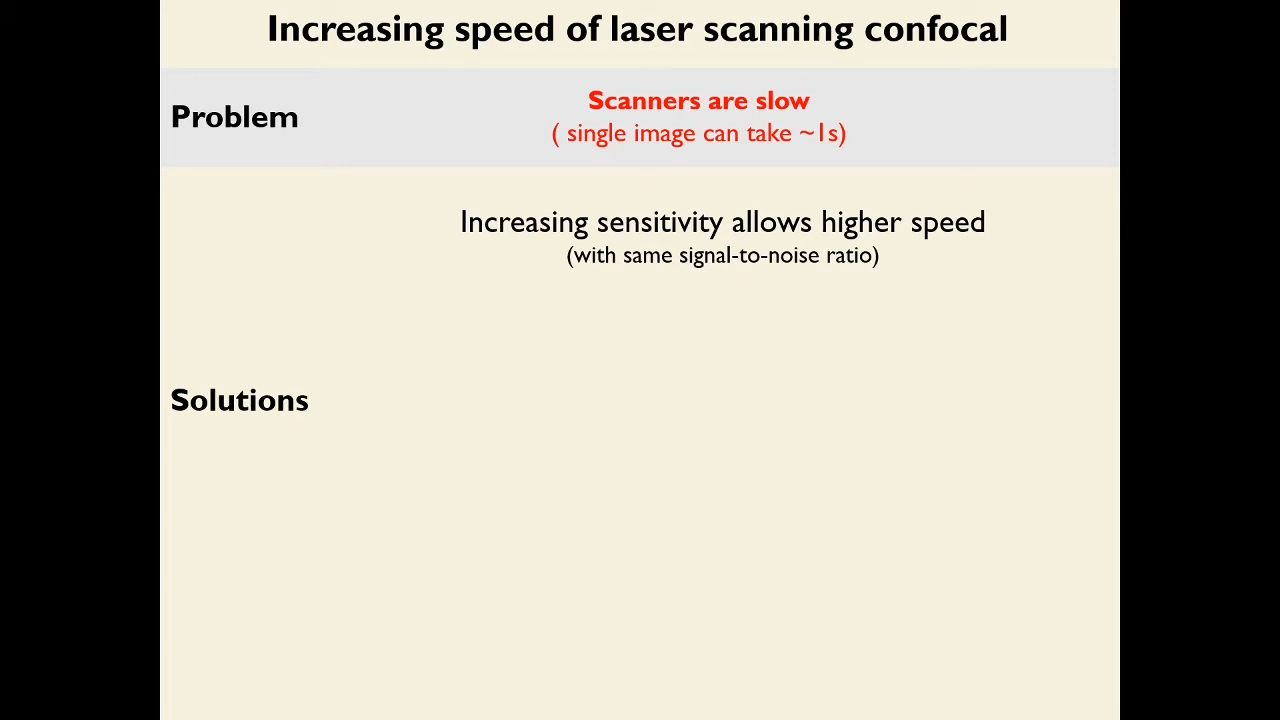 Increasing speed of laser scanning confocal
Problem
Scanners are slow
( single image can take ~1s)
Increasing sensitivity allows higher speed
(with same signal-to-noise ratio)
Solutions